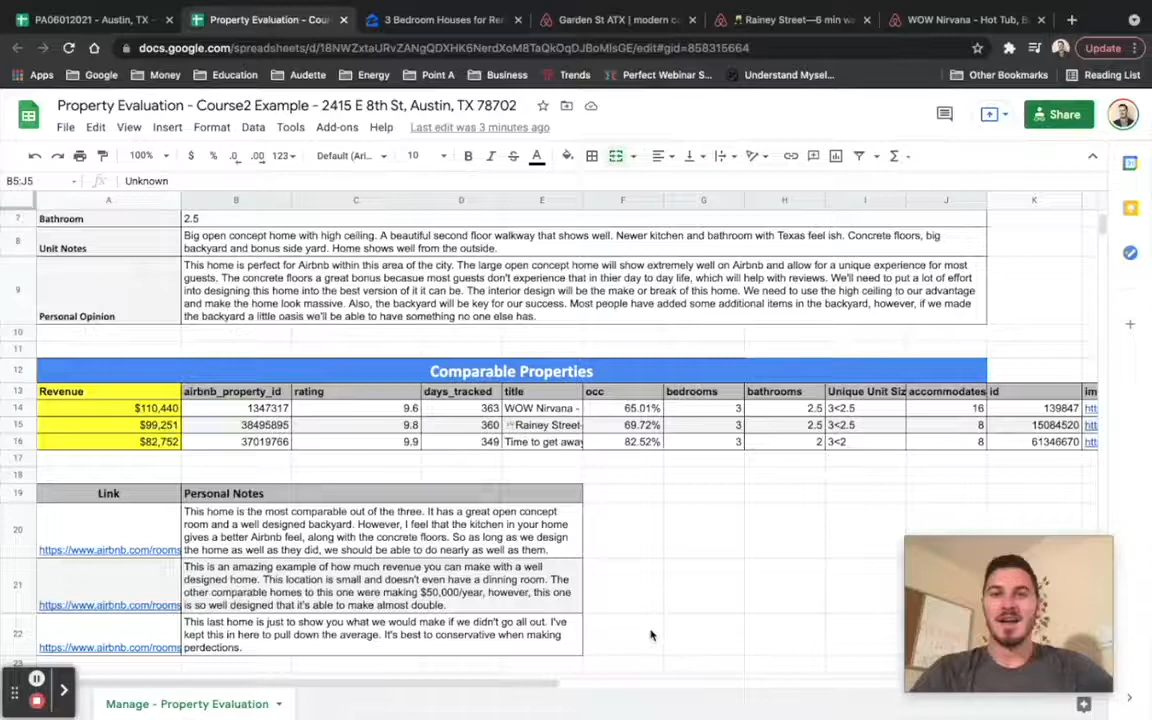 PA06012021 - Austin, TX -
Property Evaluation - Cou
3 Bedroom Houses for Re
Garden St ATX | modern c
Rainey Street—6 min wa
WOW Nirvana - Hot Tub, B
docs.google.com/spreadsheets/d/18NWZxtaURvZANgQDXHK6NerdXoM8TaQkOqDJBoMlsGE/edit#gid=858315664
Update
Apps
Google
Money
Education
Audette
Energy
Point A
Business
Trends
Perfect Webinar S...
Understand Mysel...
Other Bookmarks
Reading List
Property Evaluation - Course2 Example - 2415 E 8th St, Austin, TX 78702
File Edit View Insert Format Data Tools Add-ons Help Last edit was 3 minutes ago
Share
100% $ % .0 .00 123 Default (Ari... 10 B I S A
B5:J5 fx Unknown
A B C D E F G H I J K
7 Bathroom 2.5
8 Unit Notes
Big open concept home with high ceiling. A beautiful second floor walkway that shows well. Newer kitchen and bathroom with Texas feel ish. Concrete floors, big
backyard and bonus side yard. Home shows well from the outside.
9 Personal Opinion
This home is perfect for Airbnb within this area of the city. The large open concept home will show extremely well on Airbnb and allow for a unique experience for most
guests. The concrete floors a great bonus becasue most guests don't experience that in thier day to day life, which will help with reviews. We'll need to put a lot of effort
into designing this home into the best version of it it can be. The interior design will be the make or break of this home. We need to use the high ceiling to our advantage
and make the home look massive. Also, the backyard will be key for our success. Most people have added some additional items in the backyard, however, if we made
the backyard a little oasis we'll be able to have something no one else has.
10
11
12 Comparable Properties
13 Revenue airbnb_property_id rating days_tracked title occ bedrooms bathrooms Unique Unit Siz accommodates id im
14 $110,440 1347317 9.6 363 WOW Nirvana - 65.01% 3 2.5 3<2.5 16 139847 htt
15 $99,251 38495895 9.8 360 Rainey Street- 69.72% 3 2.5 3<2.5 8 15084520 htt
16 $82,752 37019766 9.9 349 Time to get away 82.52% 3 2 3<2 8 61346670 htt
17
18
19 Link Personal Notes
20 https://www.airbnb.com/rooms
This home is the most comparable out of the three. It has a great open concept
room and a well designed backyard. However, I feel that the kitchen in your home
gives a better Airbnb feel, along with the concrete floors. So as long as we design
the home as well as they did, we should be able to do nearly as well as them.
21 https://www.airbnb.com/rooms
This is an amazing example of how much revenue you can make with a well
designed home. This location is small and doesn't even have a dinning room. The
other comparable homes to this one were making $50,000/year, however, this one
is so well designed that it's able to make almost double.
22 https://www.airbnb.com/rooms
This last home is just to show you what we would make if we didn't go all out. I've
kept this in here to pull down the average. It's best to conservative when making
perdections.
23
Manage - Property Evaluation